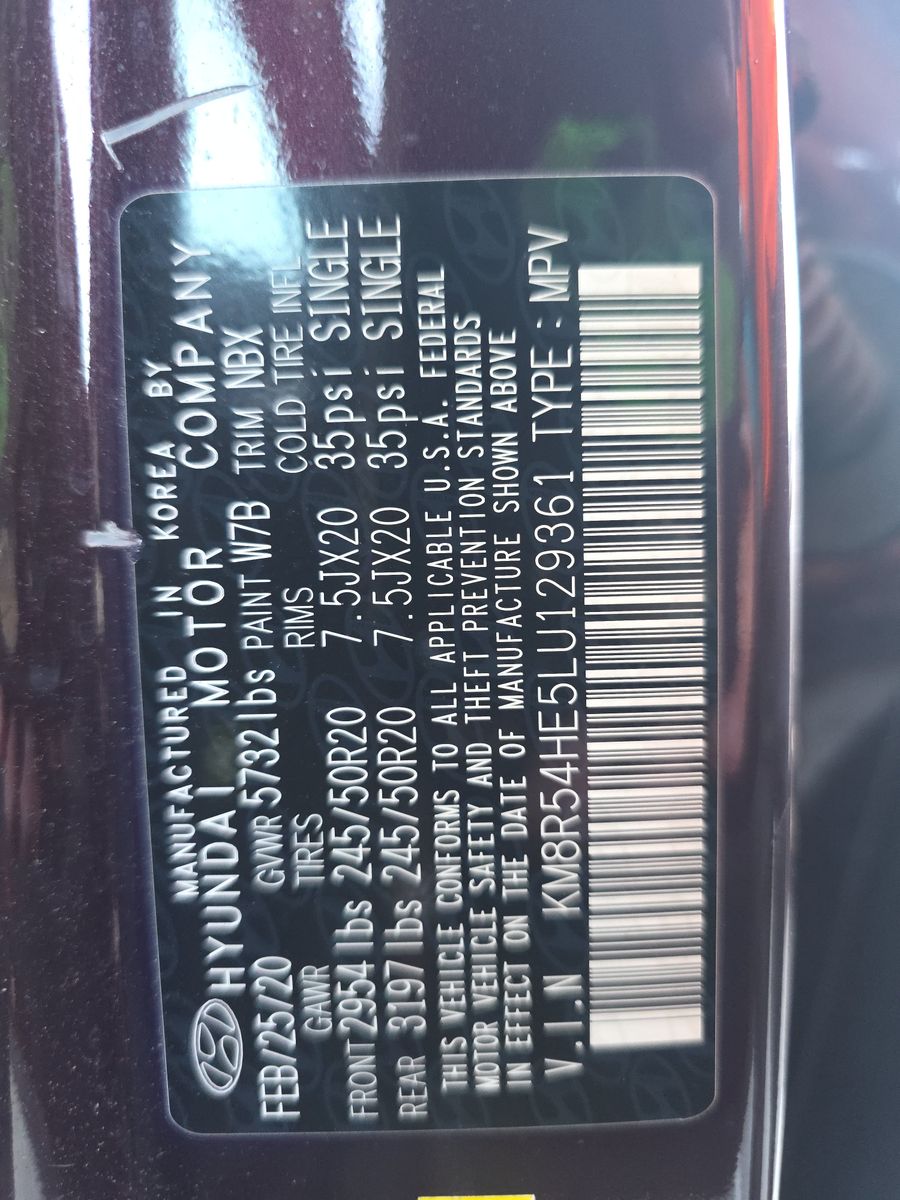 MANUFACTURED IN KOREA BY
HYUNDAI MOTOR COMPANY
FEB/25/20 GVWR 5732lbs PAINT W7B TRIM NBX
GAWR TIRES RIMS COLD TIRE INFL
FRONT 2954lbs 245/50R20 7.5JX20 35psi SINGLE
REAR 3197lbs 245/50R20 7.5JX20 35psi SINGLE
THIS VEHICLE CONFORMS TO ALL APPLICABLE U.S.A. FEDERAL
MOTOR VEHICLE SAFETY AND THEFT PREVENTION STANDARDS
IN EFFECT ON THE DATE OF MANUFACTURE SHOWN ABOVE
V.I.N KM8R54HE5LU129361 TYPE : MPV